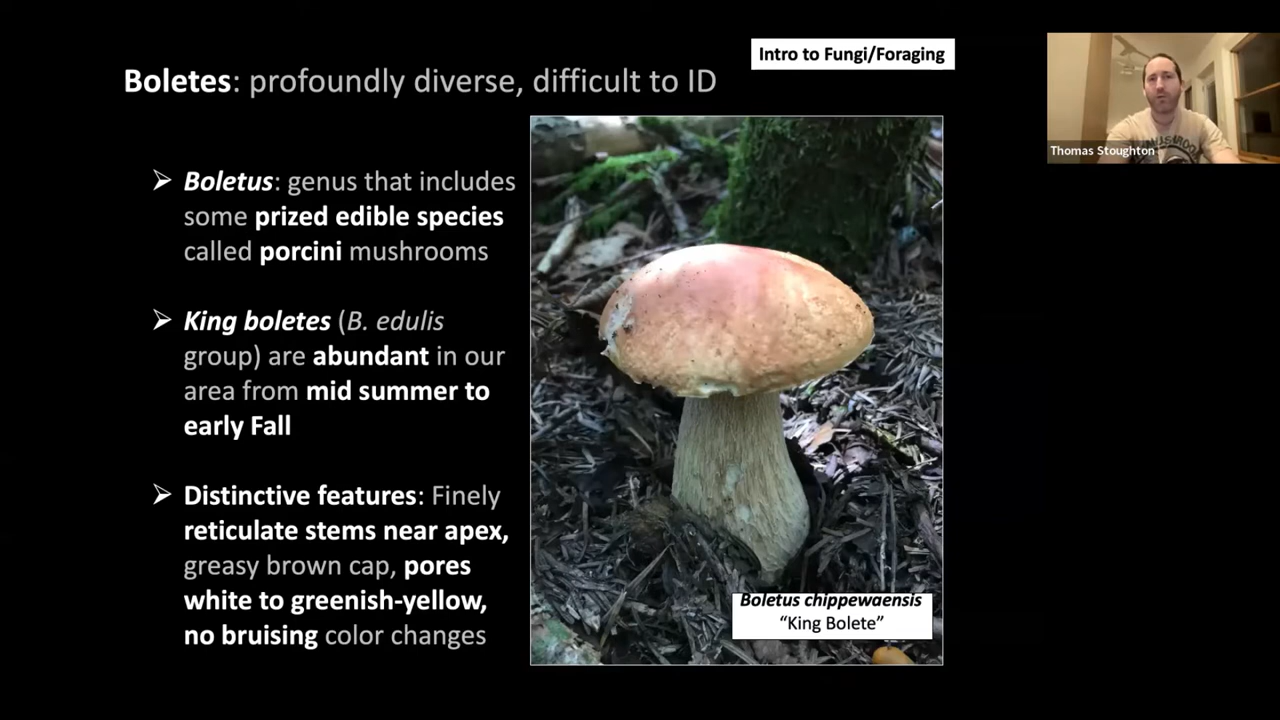 Intro to Fungi/Foraging
Boletes: profoundly diverse, difficult to ID
Thomas Stoughton
➢ Boletus: genus that includes
some prized edible species
called porcini mushrooms
➢ King boletes (B. edulis
group) are abundant in our
area from mid summer to
early Fall
➢ Distinctive features: Finely
reticulate stems near apex,
greasy brown cap, pores
white to greenish-yellow,
no bruising color changes
Boletus chippewaensis
“King Bolete”